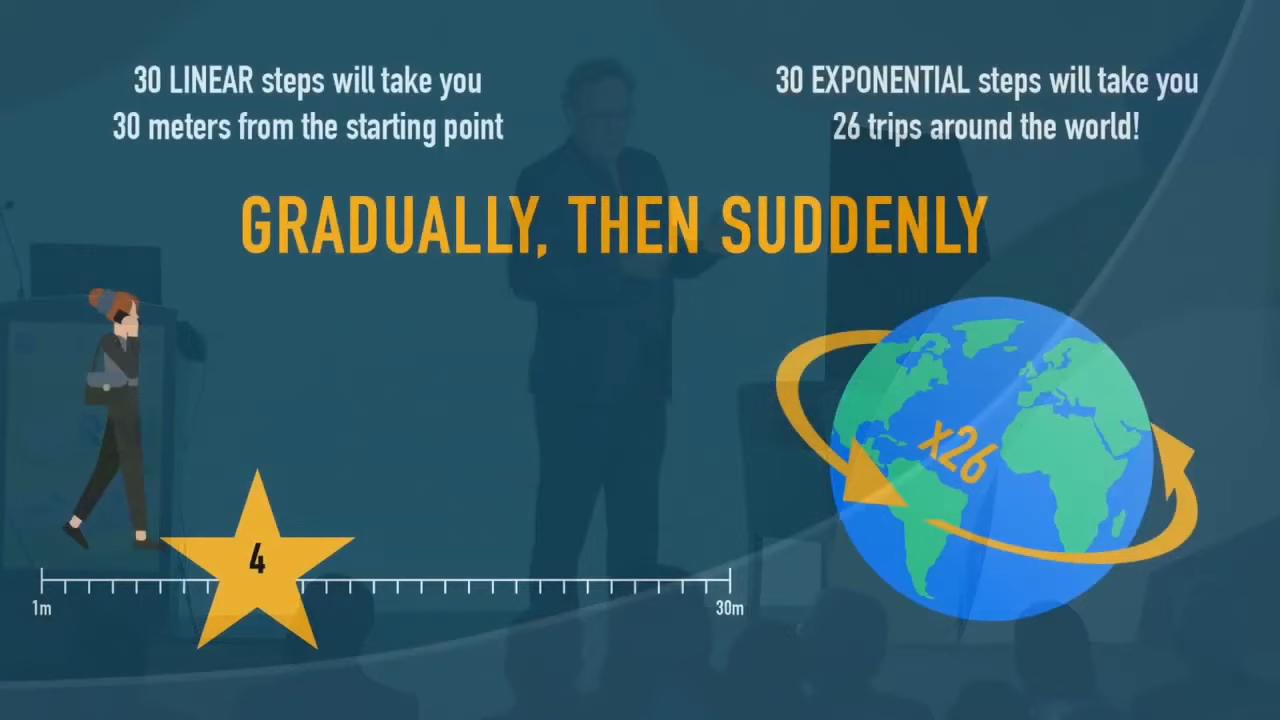 30 LINEAR steps will take you
30 meters from the starting point
30 EXPONENTIAL steps will take you
26 trips around the world!
GRADUALLY, THEN SUDDENLY
x26
4
1m
30m